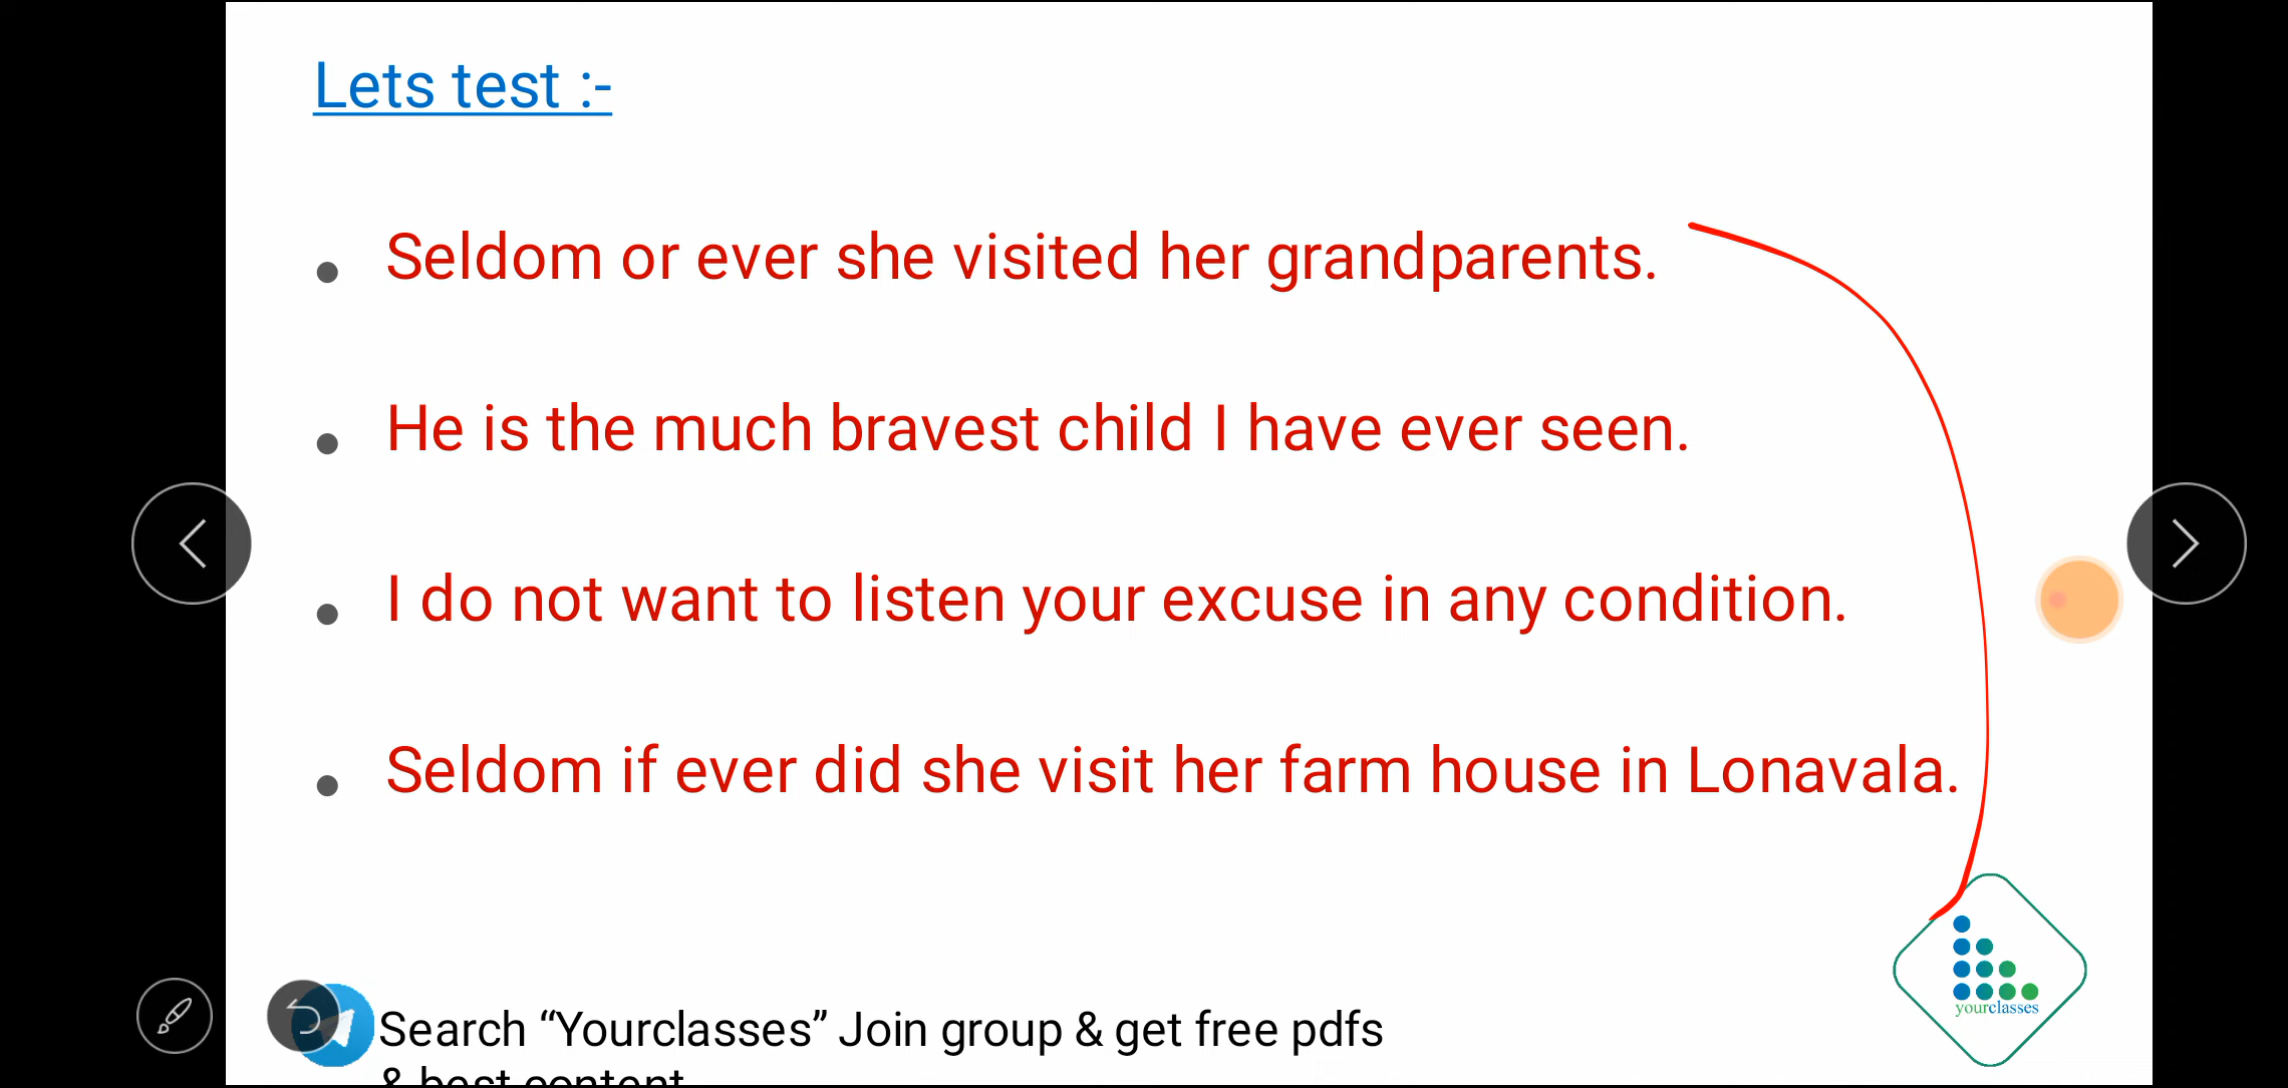 Lets test :-
Seldom or ever she visited her grandparents.
He is the much bravest child I have ever seen.
I do not want to listen your excuse in any condition.
Seldom if ever did she visit her farm house in Lonavala.
yourclasses
Search “Yourclasses” Join group & get free pdfs
& best content